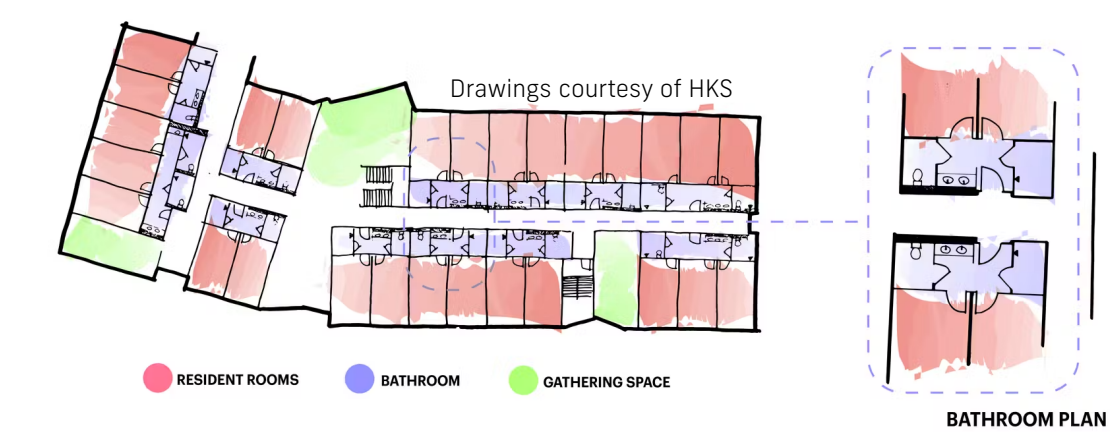 Drawings courtesy of HKS
RESIDENT ROOMS
BATHROOM
GATHERING SPACE
BATHROOM PLAN